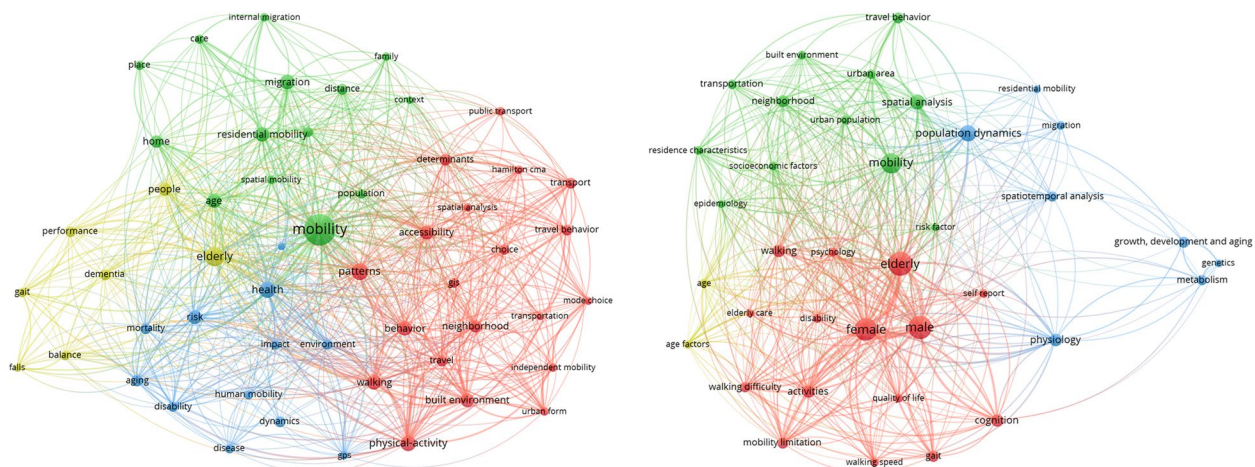 internal migration
care
family
place
migration
distance
context
public transport
residential mobility
home
determinants
hamilton cma
people
spatial mobility
transport
age
population
spatial analysis
performance
mobility
accessibility
travel behavior
elderly
choice
dementia
patterns
gis
gait
health
mode choice
risk
transportation
mortality
behavior
neighborhood
balance
impact
environment
falls
travel
independent mobility
aging
walking
human mobility
built environment
disability
urban form
dynamics
physical-activity
disease
gps
travel behavior
built environment
transportation
urban area
residential mobility
neighborhood
spatial analysis
urban population
population dynamics
migration
residence characteristics
socioeconomic factors
mobility
epidemiology
spatiotemporal analysis
risk factor
walking
psychology
growth, development and aging
elderly
genetics
metabolism
age
self report
elderly care
disability
female
male
age factors
physiology
walking difficulty
activities
quality of life
cognition
mobility limitation
gait
walking speed